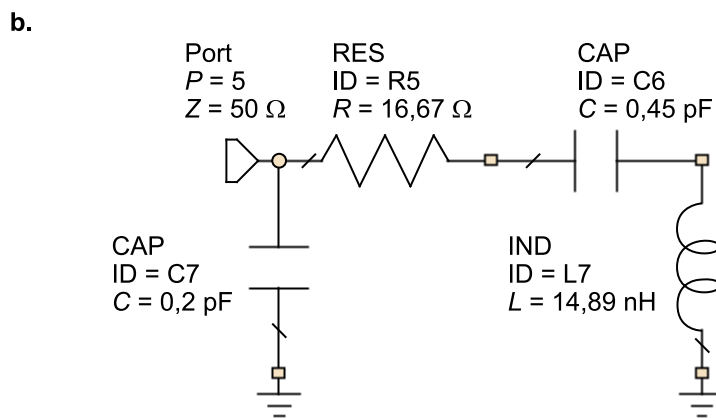 b.
Port
P = 5
Z = 50 Ω
RES
ID = R5
R = 16,67 Ω
CAP
ID = C6
C = 0,45 pF
CAP
ID = C7
C = 0,2 pF
IND
ID = L7
L = 14,89 nH